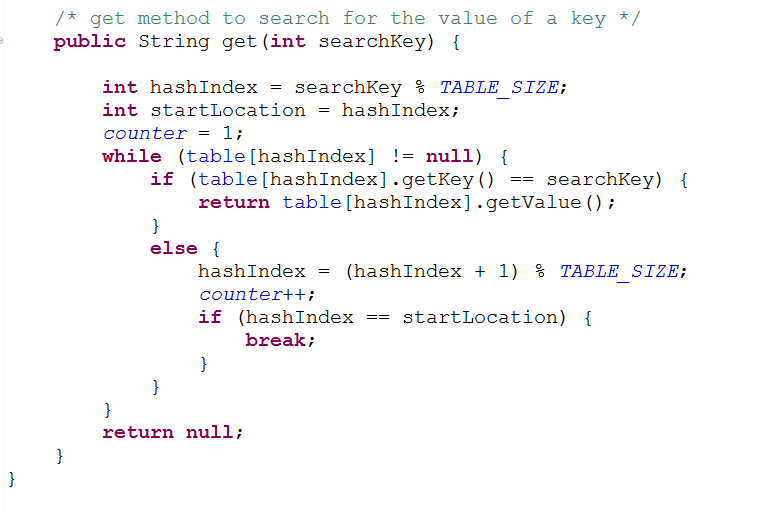 /* get method to search for the value of a key */
public String get(int searchKey) {
int hashIndex = searchKey % TABLE_SIZE;
int startLocation = hashIndex;
counter = 1;
while (table[hashIndex] != null) {
if (table[hashIndex].getKey() == searchKey) {
return table[hashIndex].getValue();
}
else {
hashIndex = (hashIndex + 1) % TABLE_SIZE;
counter++;
if (hashIndex == startLocation) {
break;
}
}
}
return null;
}
}